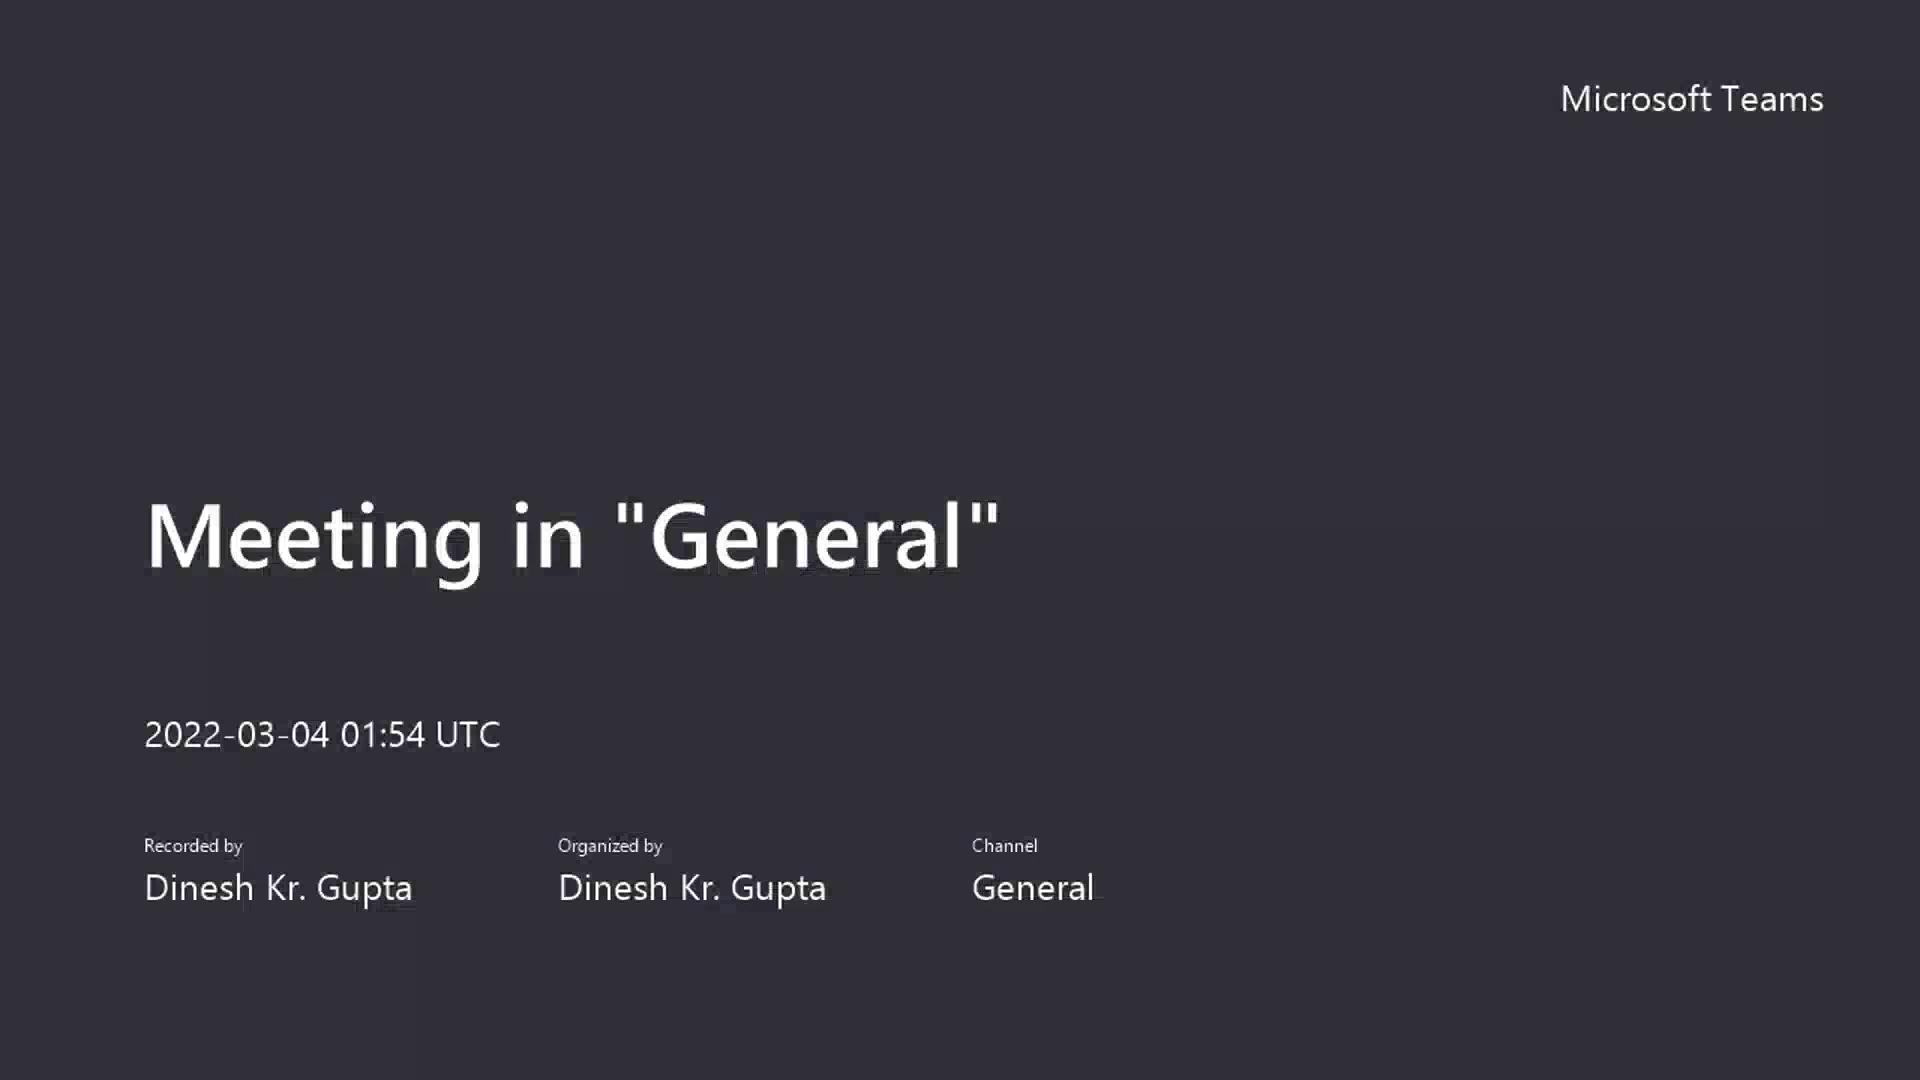 Microsoft Teams
Meeting in "General"
2022-03-04 01:54 UTC
Recorded by
Dinesh Kr. Gupta
Organized by
Dinesh Kr. Gupta
Channel
General